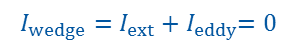 I_wedge = I_ext + I_eddy = 0